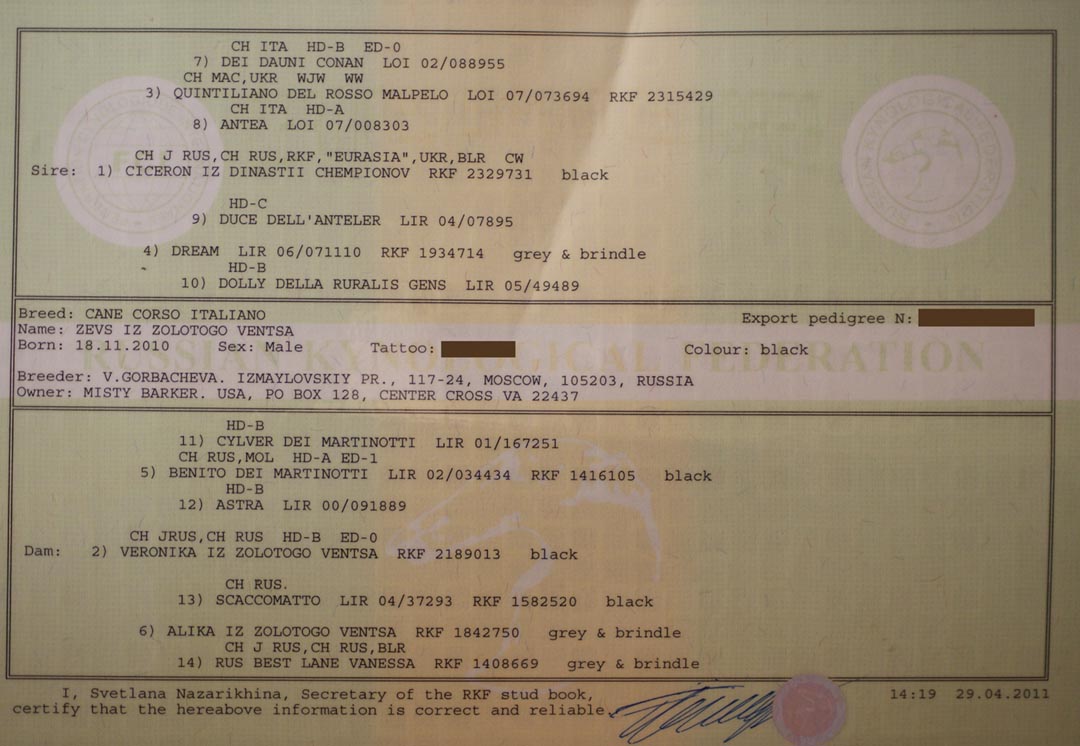 CH ITA HD-B ED-0
7) DEI DAUNI CONAN LOI 02/088955
CH MAC,UKR WJW WW
3) QUINTILIANO DEL ROSSO MALPELO LOI 07/073694 RKF 2315429
CH ITA HD-A
8) ANTEA LOI 07/008303
CH J RUS,CH RUS,RKF,"EURASIA",UKR,BLR CW
Sire: 1) CICERON IZ DINASTII CHEMPIONOV RKF 2329731 black
HD-C
9) DUCE DELL'ANTELER LIR 04/07895
4) DREAM LIR 06/071110 RKF 1934714 grey & brindle
HD-B
10) DOLLY DELLA RURALIS GENS LIR 05/49489
Breed: CANE CORSO ITALIANO
Export pedigree N:
Name: ZEVS IZ ZOLOTOGO VENTSA
Born: 18.11.2010 Sex: Male Tattoo: Colour: black
RUSSIAN KYNOLOGICAL FEDERATION
Breeder: V.GORBACHEVA. IZMAYLOVSKIY PR., 117-24, MOSCOW, 105203, RUSSIA
Owner: MISTY BARKER. USA, PO BOX 128, CENTER CROSS VA 22437
HD-B
11) CYLVER DEI MARTINOTTI LIR 01/167251
CH RUS,MOL HD-A ED-1
5) BENITO DEI MARTINOTTI LIR 02/034434 RKF 1416105 black
HD-B
12) ASTRA LIR 00/091889
CH JRUS,CH RUS HD-B ED-0
Dam: 2) VERONIKA IZ ZOLOTOGO VENTSA RKF 2189013 black
CH RUS.
13) SCACCOMATTO LIR 04/37293 RKF 1582520 black
6) ALIKA IZ ZOLOTOGO VENTSA RKF 1842750 grey & brindle
CH J RUS,CH RUS,BLR
14) RUS BEST LANE VANESSA RKF 1408669 grey & brindle
I, Svetlana Nazarikhina, Secretary of the RKF stud book,
certify that the hereabove information is correct and reliable.
14:19 29.04.2011